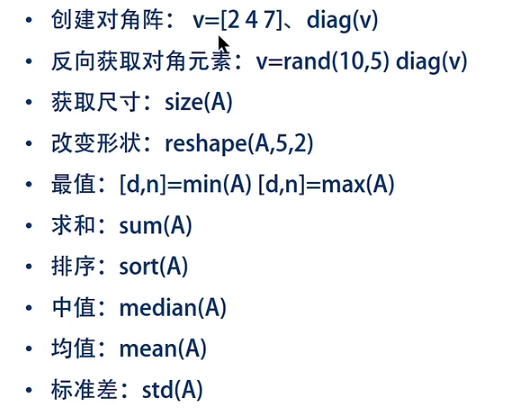 • 创建对角阵： v=[2 4 7]、diag(v)
• 反向获取对角元素：v=rand(10,5) diag(v)
• 获取尺寸：size(A)
• 改变形状：reshape(A,5,2)
• 最值：[d,n]=min(A) [d,n]=max(A)
• 求和：sum(A)
• 排序：sort(A)
• 中值：median(A)
• 均值：mean(A)
• 标准差：std(A)